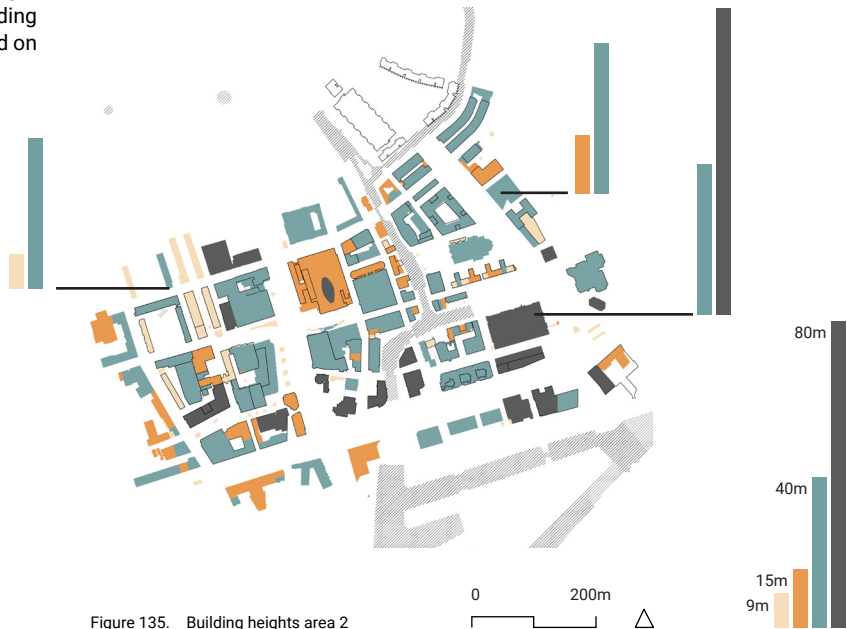 ding
d on
80m
40m
15m
9m
0 200m
Figure 135. Building heights area 2